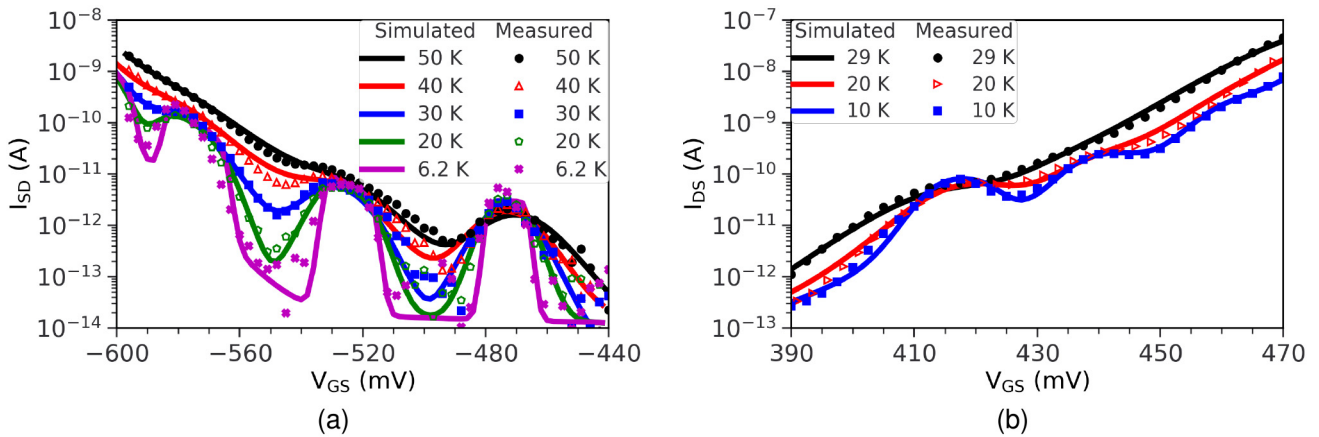 10⁻⁸
10⁻⁹
10⁻¹⁰
10⁻¹¹
10⁻¹²
10⁻¹³
10⁻¹⁴
I_SD (A)
Simulated Measured
50 K 50 K
40 K 40 K
30 K 30 K
20 K 20 K
6.2 K 6.2 K
−600 −560 −520 −480 −440
V_GS (mV)
(a)
10⁻⁷
10⁻⁸
10⁻⁹
10⁻¹⁰
10⁻¹¹
10⁻¹²
10⁻¹³
I_DS (A)
Simulated Measured
29 K 29 K
20 K 20 K
10 K 10 K
390 410 430 450 470
V_GS (mV)
(b)